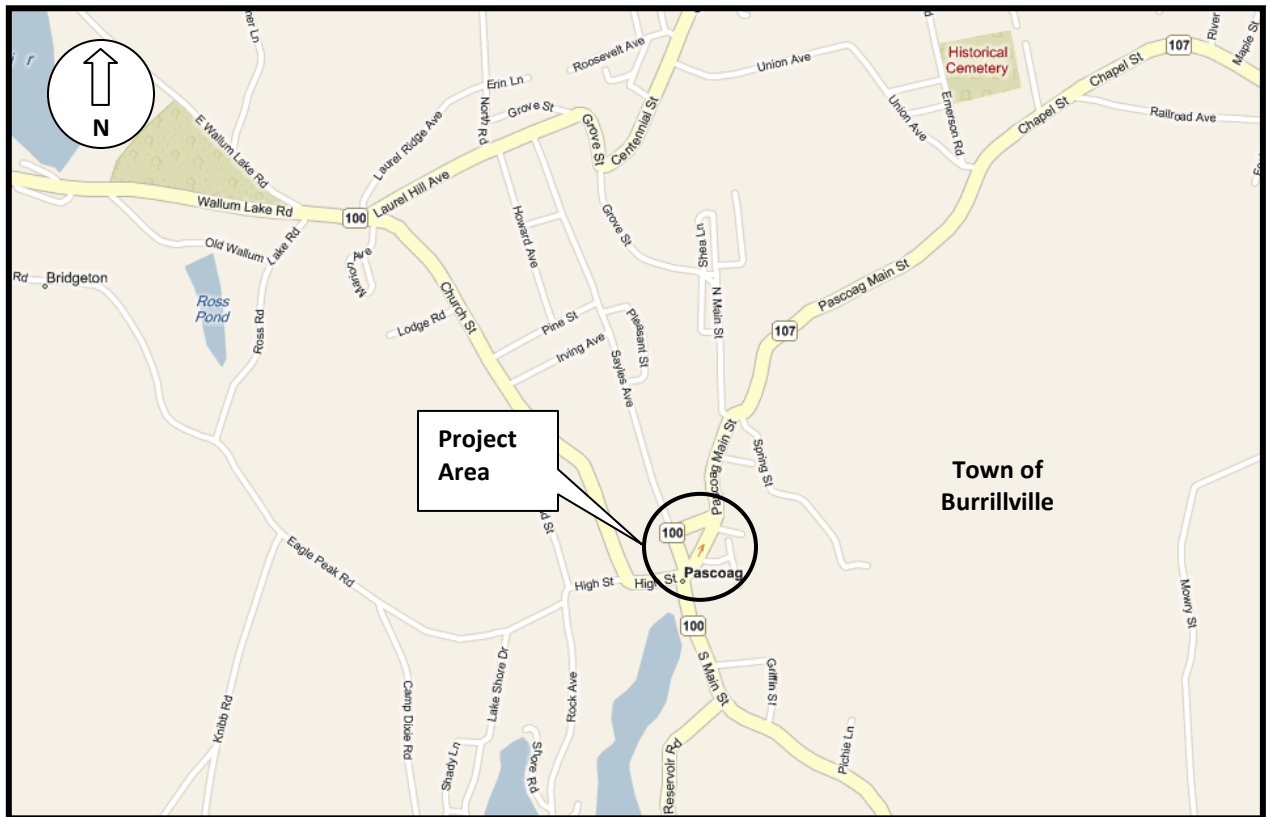 ner Ln
Roosevelt Ave
Union Ave
Historical
Cemetery
107
Chapel St
River
Maple St
i r
N
Erin Ln
North Rd
Grove St
Grove St
Centennial St
Union Ave
Emerson Rd
Chapel St
Railroad Ave
E Wallum Lake Rd
Laurel Ridge Ave
Wallum Lake Rd
100
Laurel Hill Ave
Howard Ave
Grove St
Shea Ln
Old Wallum
Lake Rd
Marion Ave
N Main St
Pascoag Main St
Rd
Bridgeton
Ross
Pond
Ross Rd
Church St
Lodge Rd
Pine St
Irving Ave
Pleasant St
Sayles Ave
107
Project
Area
Pascoag Main St
Spring St
Town of
Burrillville
d St
100
Eagle Peak Rd
High St
High St
Pascoag
100
Mowry St
S Main St
Griffin St
Knibb Rd
Camp Dixie Rd
Lake Shore Dr
Rock Ave
Shady Ln
Shore Rd
Reservoir Rd
Pichie Ln